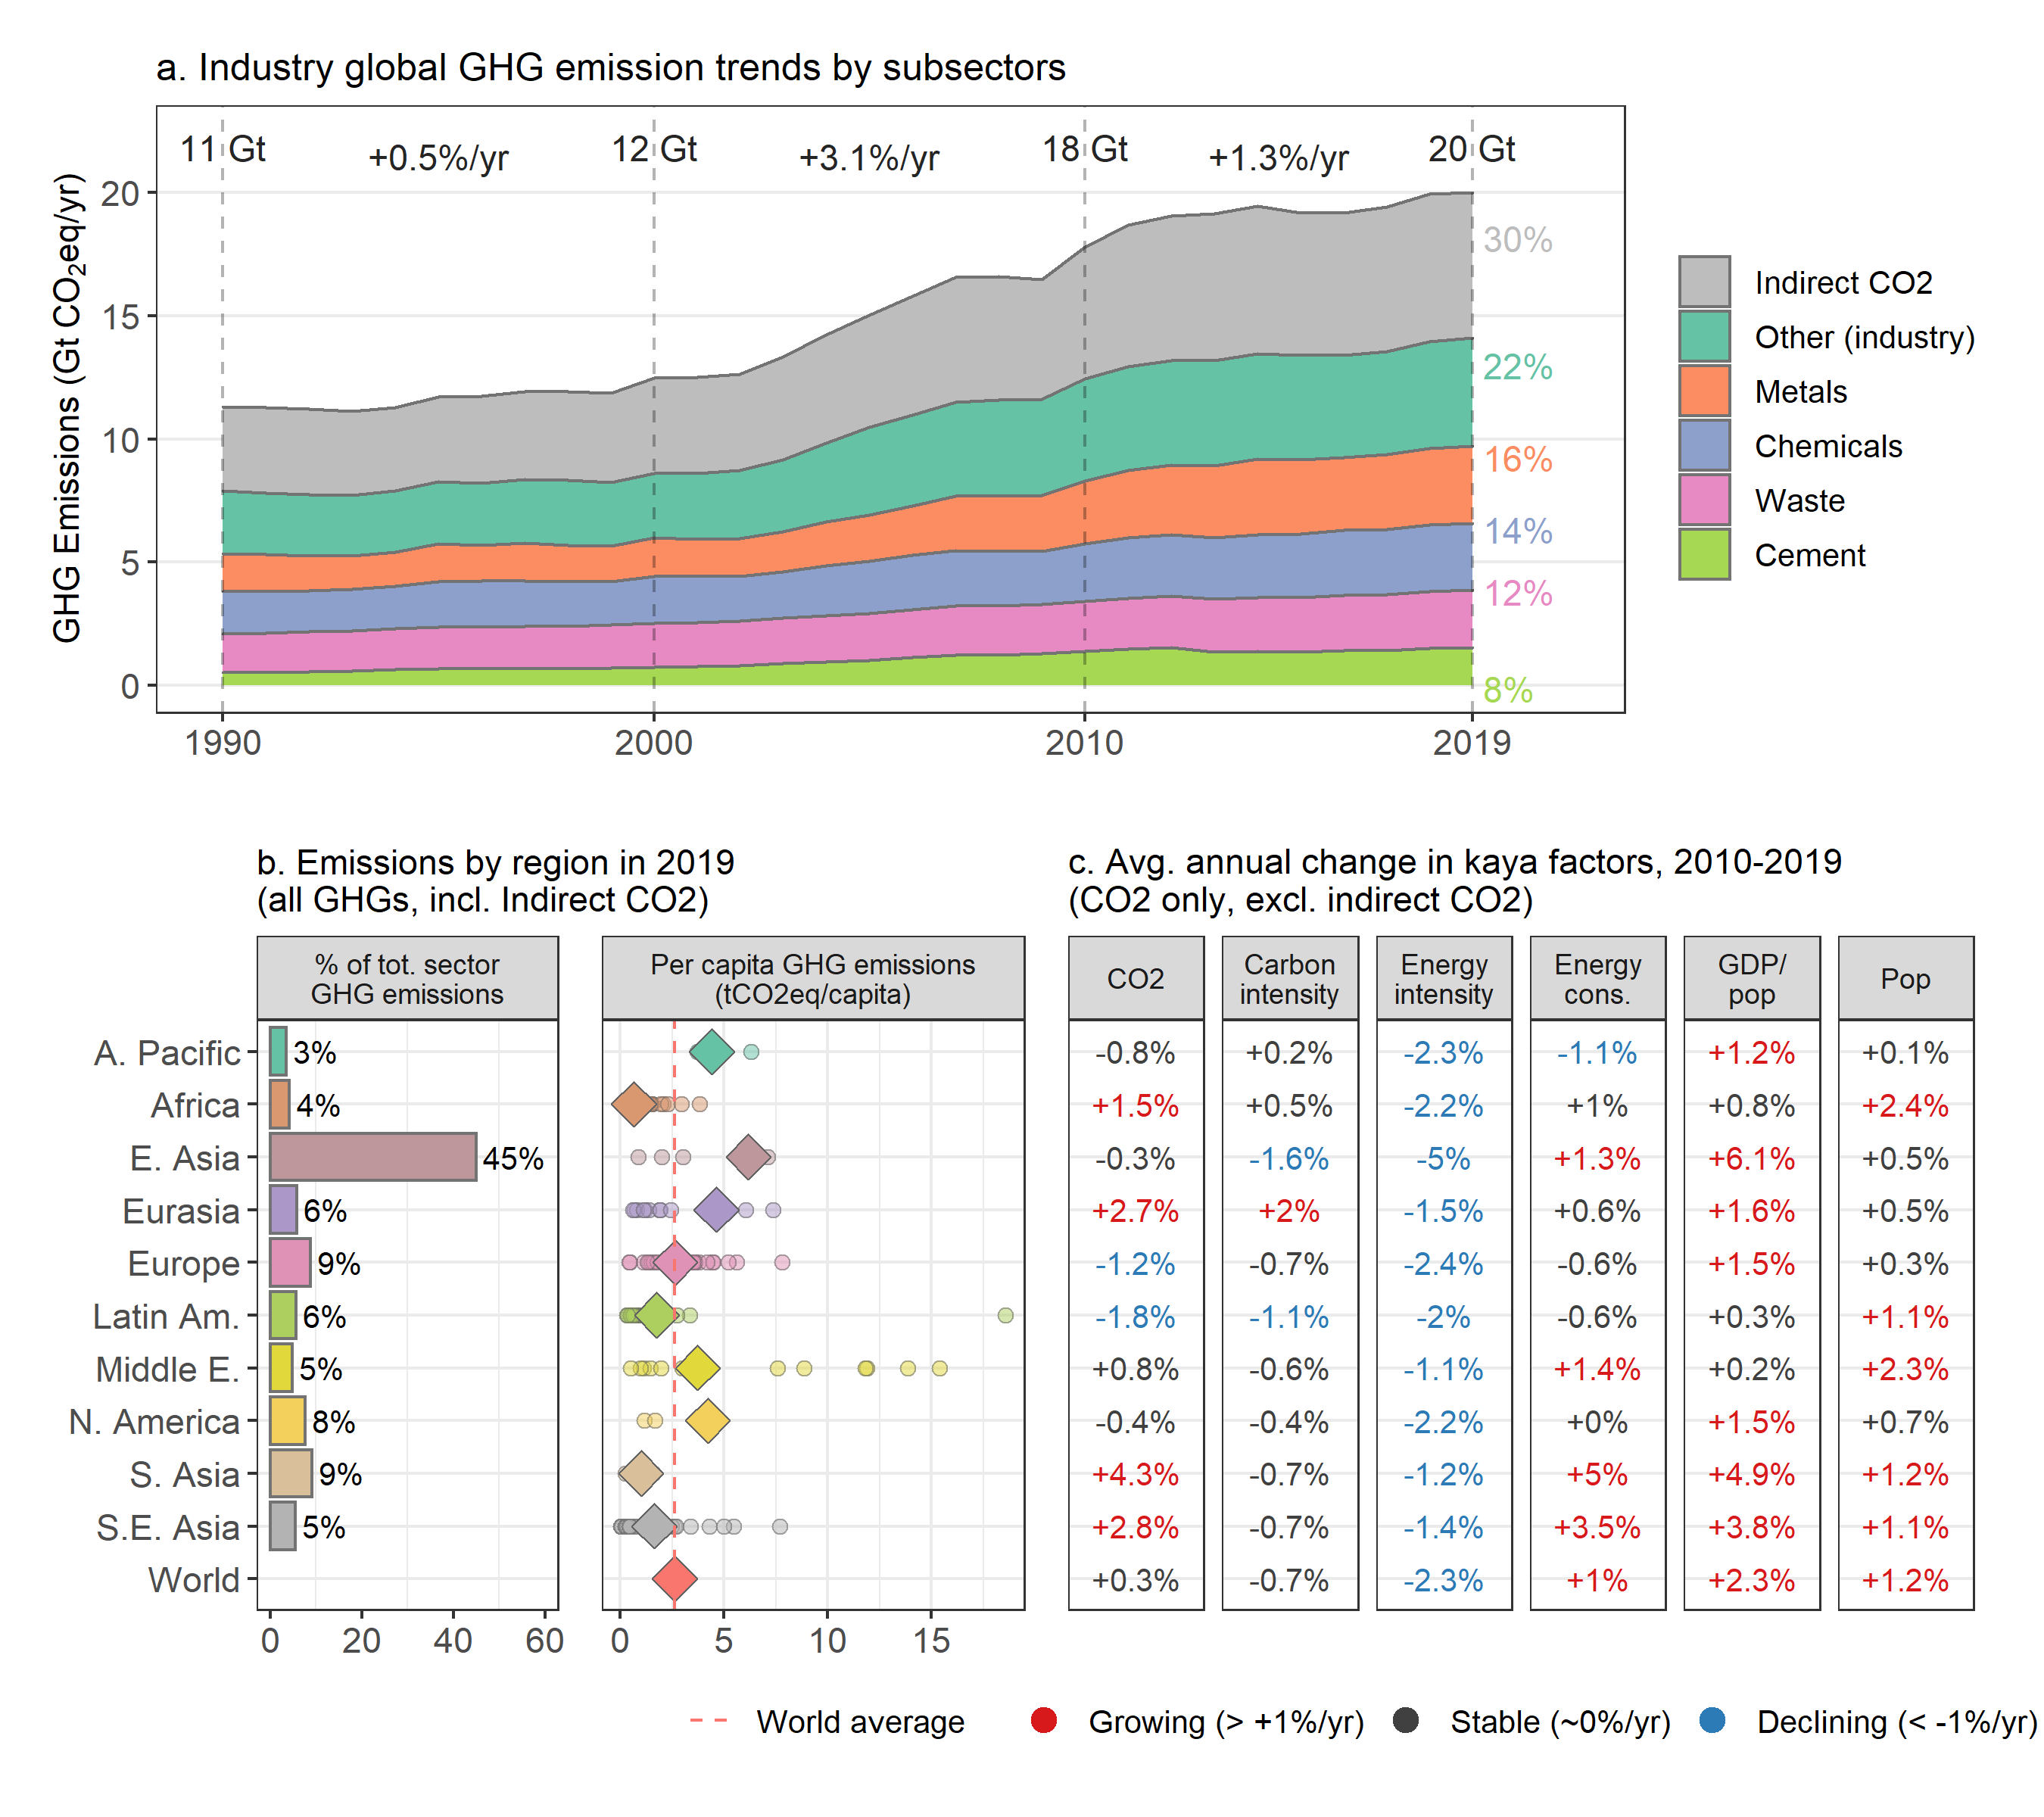 a. Industry global GHG emission trends by subsectors
11 Gt
+0.5%/yr
12 Gt
+3.1%/yr
18 Gt
+1.3%/yr
20 Gt
GHG Emissions (Gt CO₂eq/yr)
20
15
10
5
0
30%
22%
16%
14%
12%
8%
1990
2000
2010
2019
Indirect CO2
Other (industry)
Metals
Chemicals
Waste
Cement
b. Emissions by region in 2019
(all GHGs, incl. Indirect CO2)
% of tot. sector
GHG emissions
Per capita GHG emissions
(tCO2eq/capita)
c. Avg. annual change in kaya factors, 2010-2019
(CO2 only, excl. indirect CO2)
CO2
Carbon
intensity
Energy
intensity
Energy
cons.
GDP/
pop
Pop
A. Pacific 3% -0.8% +0.2% -2.3% -1.1% +1.2% +0.1%
Africa 4% +1.5% +0.5% -2.2% +1% +0.8% +2.4%
E. Asia 45% -0.3% -1.6% -5% +1.3% +6.1% +0.5%
Eurasia 6% +2.7% +2% -1.5% +0.6% +1.6% +0.5%
Europe 9% -1.2% -0.7% -2.4% -0.6% +1.5% +0.3%
Latin Am. 6% -1.8% -1.1% -2% -0.6% +0.3% +1.1%
Middle E. 5% +0.8% -0.6% -1.1% +1.4% +0.2% +2.3%
N. America 8% -0.4% -0.4% -2.2% +0% +1.5% +0.7%
S. Asia 9% +4.3% -0.7% -1.2% +5% +4.9% +1.2%
S.E. Asia 5% +2.8% -0.7% -1.4% +3.5% +3.8% +1.1%
World +0.3% -0.7% -2.3% +1% +2.3% +1.2%
0 20 40 60
0 5 10 15
World average
Growing (> +1%/yr)
Stable (~0%/yr)
Declining (< -1%/yr)